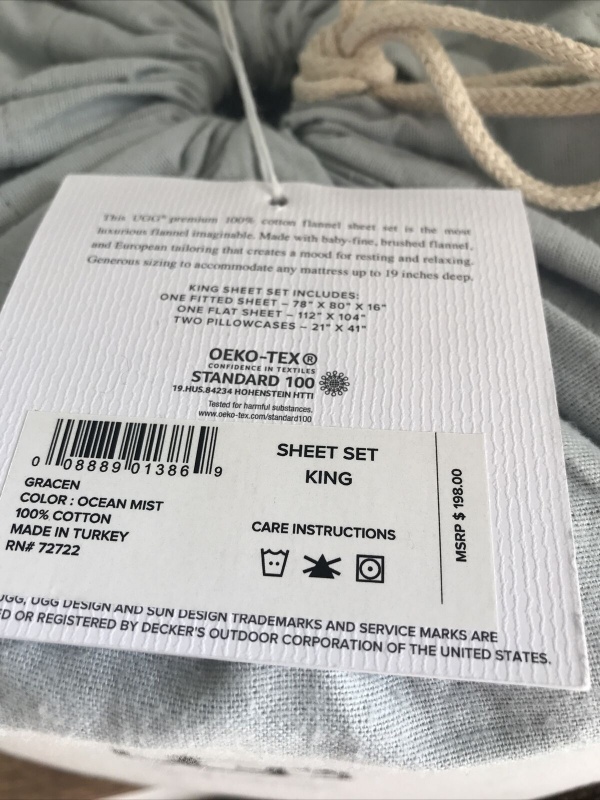 This UGG® premium 100% cotton flannel sheet set is the most
luxurious flannel imaginable. Made with baby-fine, brushed flannel,
and European tailoring that creates a mood for resting and relaxing.
Generous sizing to accommodate any mattress up to 19 inches deep.
KING SHEET SET INCLUDES:
ONE FITTED SHEET – 78" X 80" X 16"
ONE FLAT SHEET – 112" X 104"
TWO PILLOWCASES – 21" X 41"
OEKO-TEX®
CONFIDENCE IN TEXTILES
STANDARD 100
19.HUS.84234 HOHENSTEIN HTTI
Tested for harmful substances.
www.oeko-tex.com/standard100
0 08889 01386 9
GRACEN
COLOR : OCEAN MIST
100% COTTON
MADE IN TURKEY
RN# 72722
SHEET SET
KING
CARE INSTRUCTIONS
MSRP $ 198.00
UGG, UGG DESIGN AND SUN DESIGN TRADEMARKS AND SERVICE MARKS ARE
OR REGISTERED BY DECKER'S OUTDOOR CORPORATION OF THE UNITED STATES.